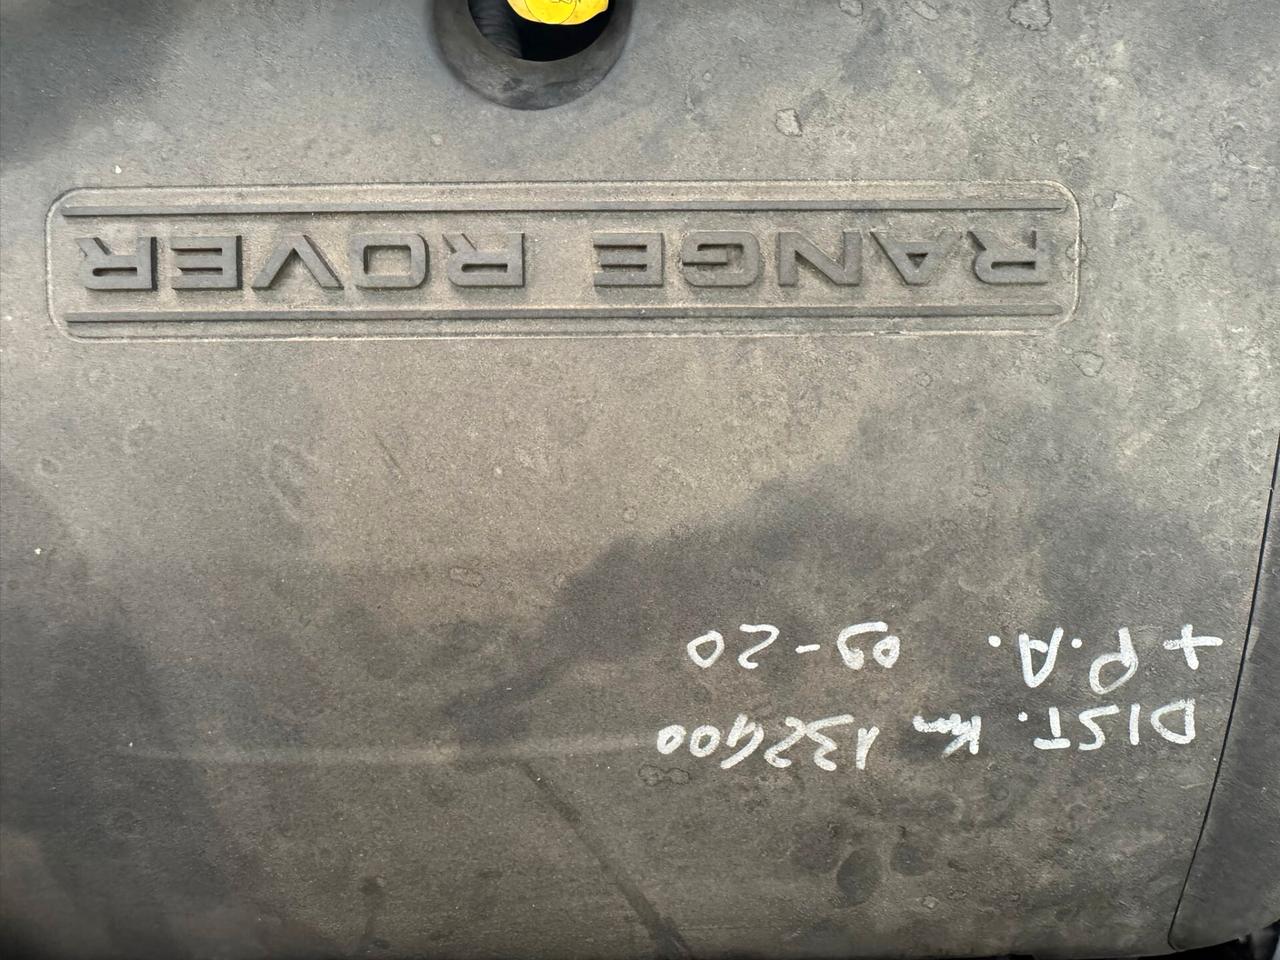 DIST. Km 132400
+ P.A. 09-20
RANGE ROVER